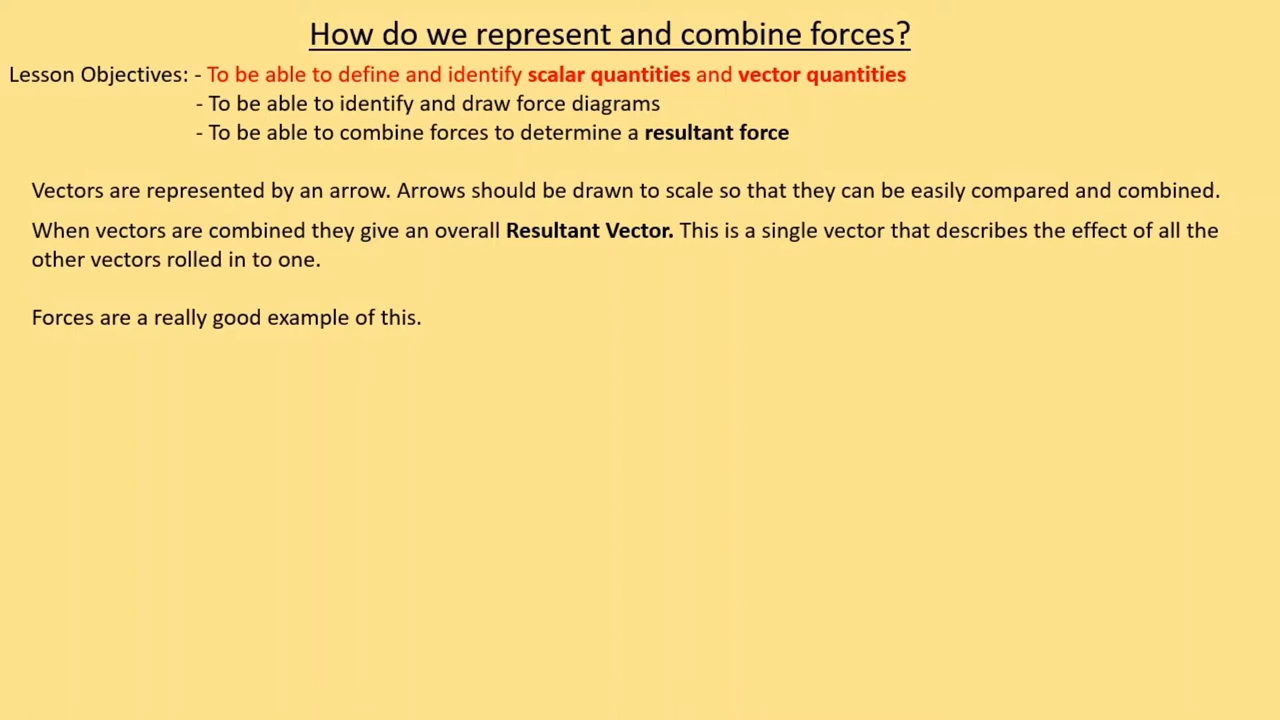 How do we represent and combine forces?
Lesson Objectives: - To be able to define and identify scalar quantities and vector quantities
- To be able to identify and draw force diagrams
- To be able to combine forces to determine a resultant force
Vectors are represented by an arrow. Arrows should be drawn to scale so that they can be easily compared and combined.
When vectors are combined they give an overall Resultant Vector. This is a single vector that describes the effect of all the
other vectors rolled in to one.
Forces are a really good example of this.